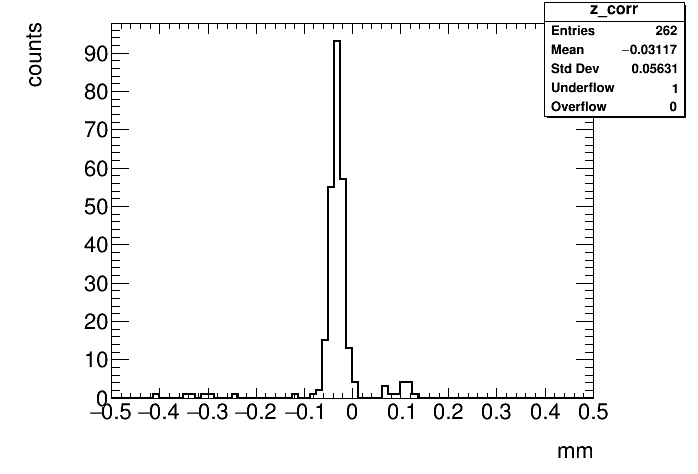 z_corr
Entries 262
Mean −0.03117
Std Dev 0.05631
Underflow 1
Overflow 0
counts
90
80
70
60
50
40
30
20
10
0
−0.5 −0.4 −0.3 −0.2 −0.1 0 0.1 0.2 0.3 0.4 0.5
mm